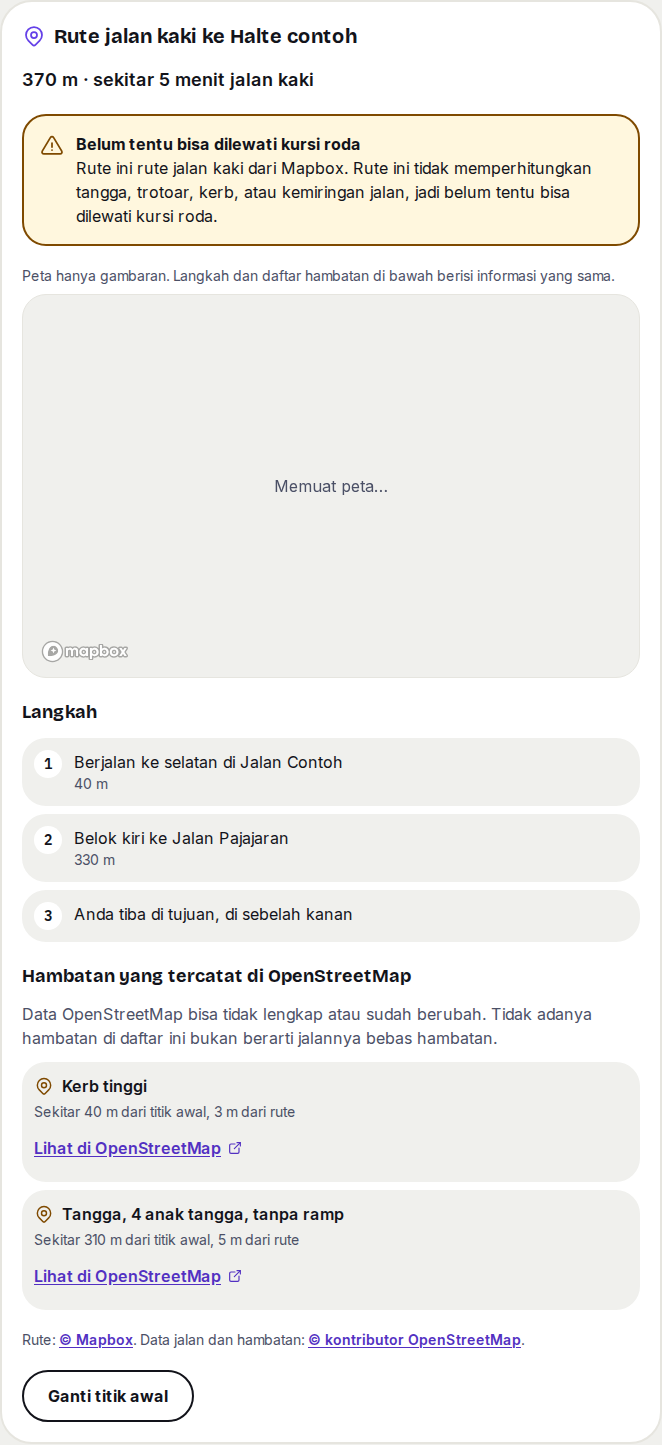 Rute jalan kaki ke Halte contoh
370 m · sekitar 5 menit jalan kaki
Belum tentu bisa dilewati kursi roda
Rute ini rute jalan kaki dari Mapbox. Rute ini tidak memperhitungkan
tangga, trotoar, kerb, atau kemiringan jalan, jadi belum tentu bisa
dilewati kursi roda.
Peta hanya gambaran. Langkah dan daftar hambatan di bawah berisi informasi yang sama.
Memuat peta…
mapbox
Langkah
1 Berjalan ke selatan di Jalan Contoh
40 m
2 Belok kiri ke Jalan Pajajaran
330 m
3 Anda tiba di tujuan, di sebelah kanan
Hambatan yang tercatat di OpenStreetMap
Data OpenStreetMap bisa tidak lengkap atau sudah berubah. Tidak adanya
hambatan di daftar ini bukan berarti jalannya bebas hambatan.
Kerb tinggi
Sekitar 40 m dari titik awal, 3 m dari rute
Lihat di OpenStreetMap
Tangga, 4 anak tangga, tanpa ramp
Sekitar 310 m dari titik awal, 5 m dari rute
Lihat di OpenStreetMap
Rute: © Mapbox. Data jalan dan hambatan: © kontributor OpenStreetMap.
Ganti titik awal